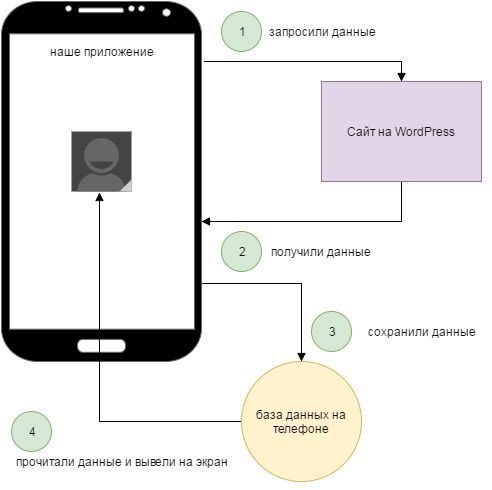 1
запросили данные
наше приложение
Сайт на WordPress
2
получили данные
3
сохранили данные
база данных на
телефоне
4
прочитали данные и вывели на экран